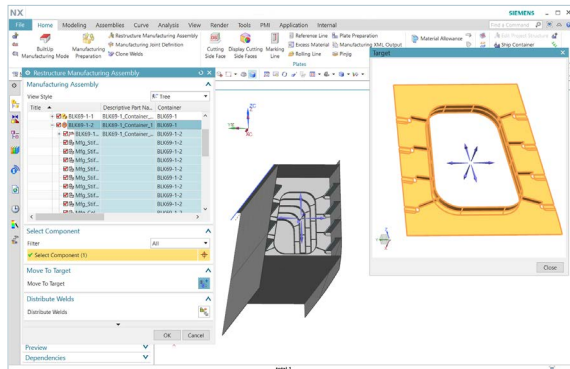 NX
SIEMENS
File Home Modeling Assemblies Curve Analysis View Render Tools PMI Application Internal
Find a Command
BuiltUp Manufacturing Mode
Manufacturing Preparation
Restructure Manufacturing Assembly
Manufacturing Joint Definition
Clone Welds
Cutting Side Face
Display Cutting Side Faces
Marking Line
Reference Line
Excess Material
Rolling Line
Plate Preparation
Manufacturing XML Output
Pinjig
Material Allowance
Edit Project Structure
Ship Container
Plates
Restructure Manufacturing Assembly
Manufacturing Assembly
View Style
Tree
Title Descriptive Part Na... Container
BLK69-1-1 BLK69-1_Container_... BLK69-1
BLK69-1-2 BLK69-1_Container_1 BLK69-1
BLK69-1... BLK69-1_Container_... BLK69-1-2
Mfg_Stif... BLK69-1-2
Mfg_Stif... BLK69-1-2
Mfg_Stif... BLK69-1-2
Mfg_Stif... BLK69-1-2
Mfg_Stif... BLK69-1-2
Mfg_Stif... BLK69-1-2
Select Component
Filter
All
Select Component (1)
Move To Target
Move To Target
Distribute Welds
Distribute Welds
OK Cancel
Preview
Dependencies
Target
Close
ZC